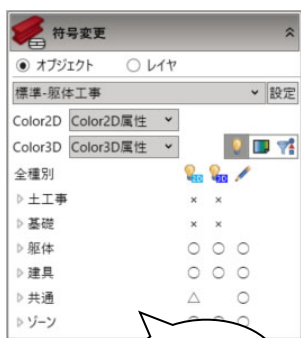 符号変更
オブジェクト レイヤ
標準-躯体工事 設定
Color2D Color2D属性
Color3D Color3D属性
全種別 2D 3D
土工事 × ×
基礎 × ×
躯体 ○ ○ ○
建具 ○ ○ ○
共通 △ ○
ゾーン ○ ○ ○